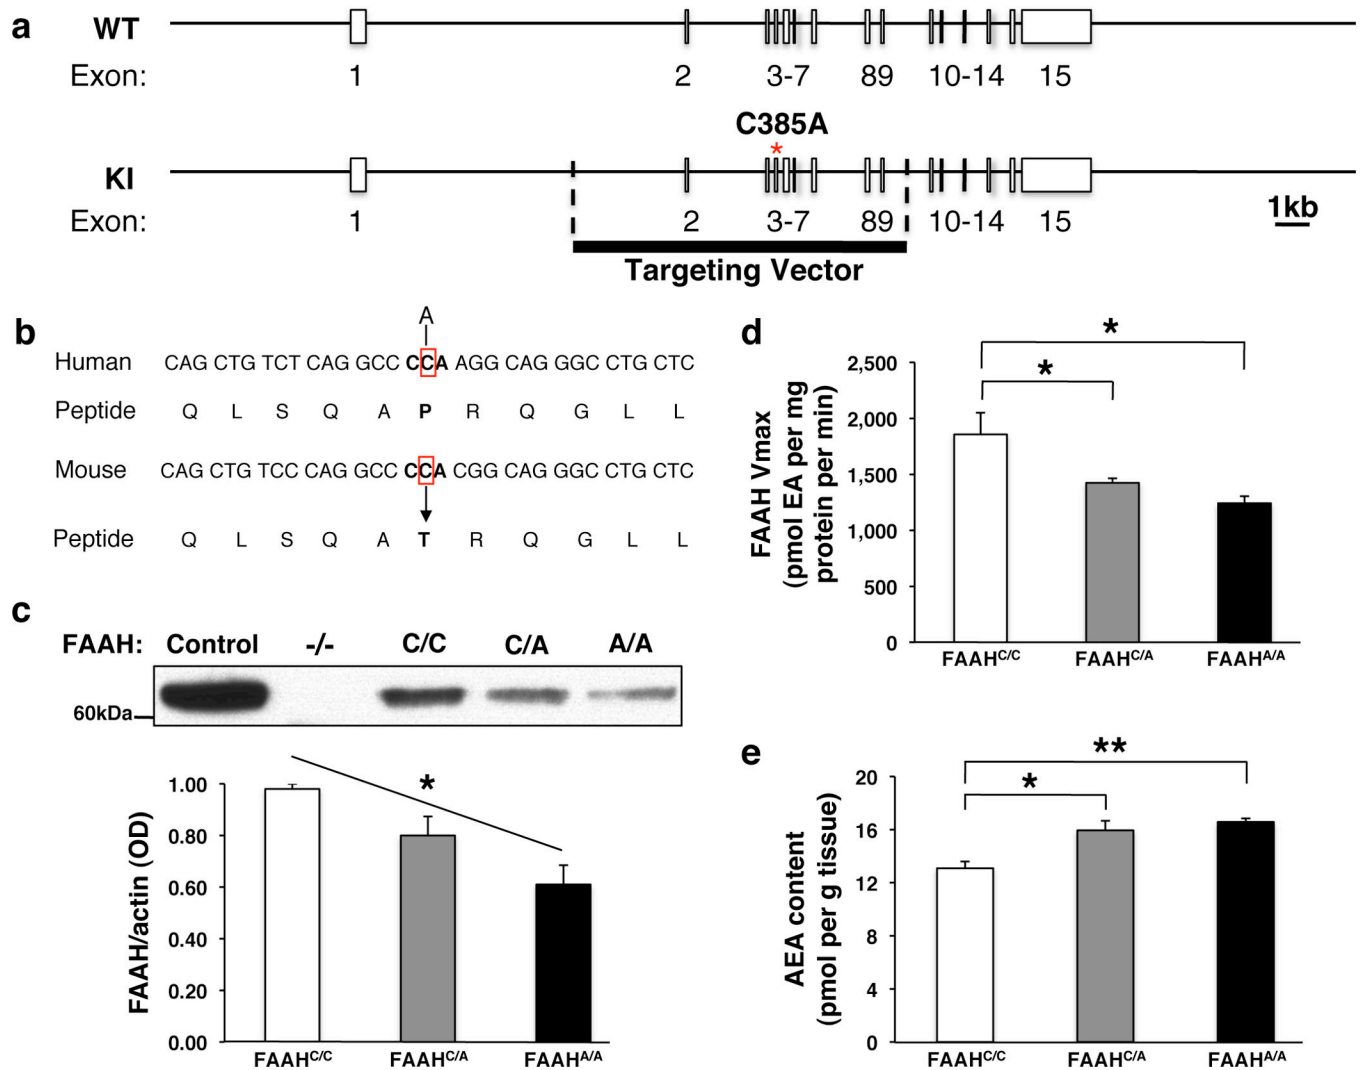 a
WT
Exon: 1 2 3-7 89 10-14 15
C385A
*
KI
Exon: 1 2 3-7 89 10-14 15
1kb
Targeting Vector
b
A
Human CAG CTG TCT CAG GCC CCA AGG CAG GGC CTG CTC
Peptide Q L S Q A P R Q G L L
Mouse CAG CTG TCC CAG GCC CCA CGG CAG GGC CTG CTC
Peptide Q L S Q A T R Q G L L
c
FAAH: Control -/- C/C C/A A/A
60kDa
FAAH/actin (OD)
1.00
0.80
0.60
0.40
0.20
0.00
*
FAAHC/C FAAHC/A FAAHA/A
d
FAAH Vmax
(pmol EA per mg
protein per min)
2,500
2,000
1,500
1,000
500
0
*
*
FAAHC/C FAAHC/A FAAHA/A
e
AEA content
(pmol per g tissue)
20
16
12
8
4
0
**
*
FAAHC/C FAAHC/A FAAHA/A